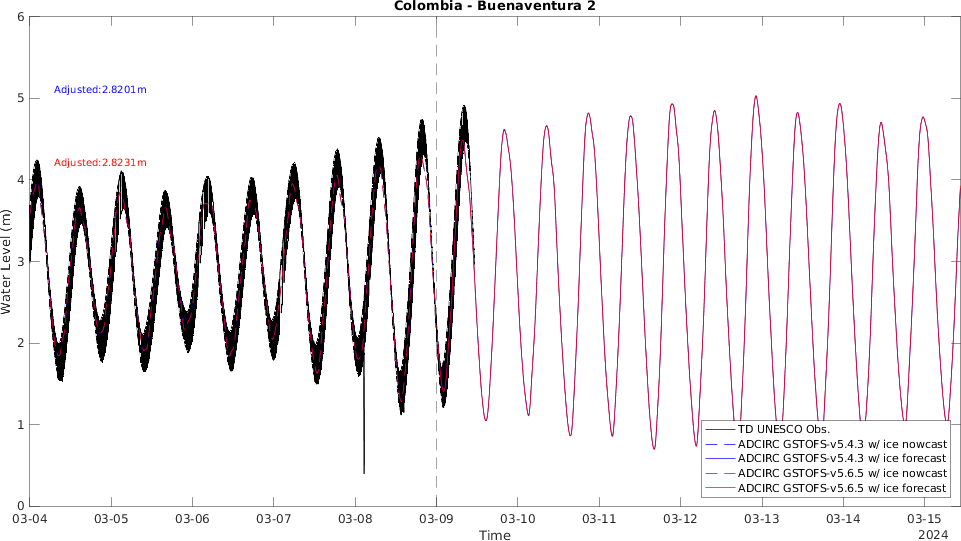 Colombia - Buenaventura 2
6
5
4
3
2
1
0
Water Level (m)
Adjusted:2.8201m
Adjusted:2.8231m
TD UNESCO Obs.
ADCIRC GSTOFS-v5.4.3 w/ ice nowcast
ADCIRC GSTOFS-v5.4.3 w/ ice forecast
ADCIRC GSTOFS-v5.6.5 w/ ice nowcast
ADCIRC GSTOFS-v5.6.5 w/ ice forecast
03-04 03-05 03-06 03-07 03-08 03-09 03-10 03-11 03-12 03-13 03-14 03-15
Time
2024